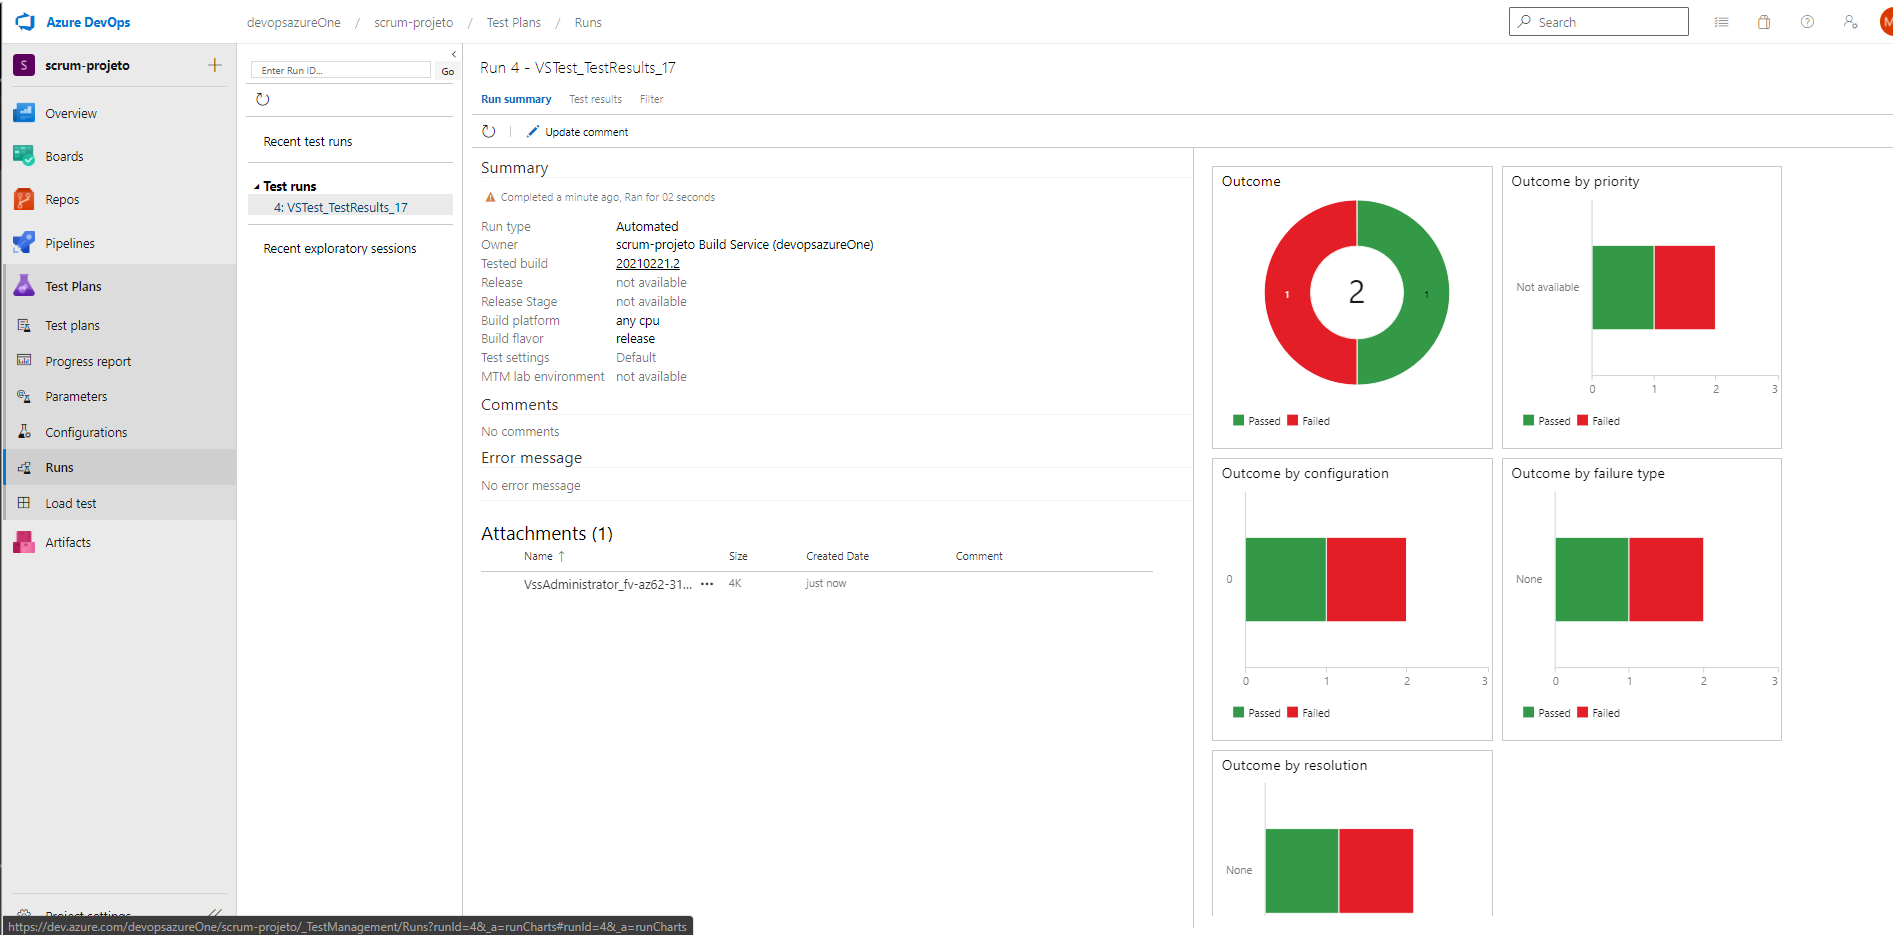 Azure DevOps
devopsazureOne / scrum-projeto / Test Plans / Runs
Search
M
S scrum-projeto
Overview
Boards
Repos
Pipelines
Test Plans
Test plans
Progress report
Parameters
Configurations
Runs
Load test
Artifacts
Project settings
Enter Run ID...
Go
Recent test runs
Test runs
4: VSTest_TestResults_17
Recent exploratory sessions
Run 4 - VSTest_TestResults_17
Run summary Test results Filter
Update comment
Summary
Completed a minute ago, Ran for 02 seconds
Run type Automated
Owner scrum-projeto Build Service (devopsazureOne)
Tested build 20210221.2
Release not available
Release Stage not available
Build platform any cpu
Build flavor release
Test settings Default
MTM lab environment not available
Comments
No comments
Error message
No error message
Attachments (1)
Name ↑ Size Created Date Comment
VssAdministrator_fv-az62-31... ••• 4K just now
Outcome
1 2 1
Passed Failed
Outcome by priority
Not available
0 1 2 3
Passed Failed
Outcome by configuration
0
0 1 2 3
Passed Failed
Outcome by failure type
None
0 1 2 3
Passed Failed
Outcome by resolution
None
https://dev.azure.com/devopsazureOne/scrum-projeto/_TestManagement/Runs?runId=4&_a=runCharts#runId=4&_a=runCharts